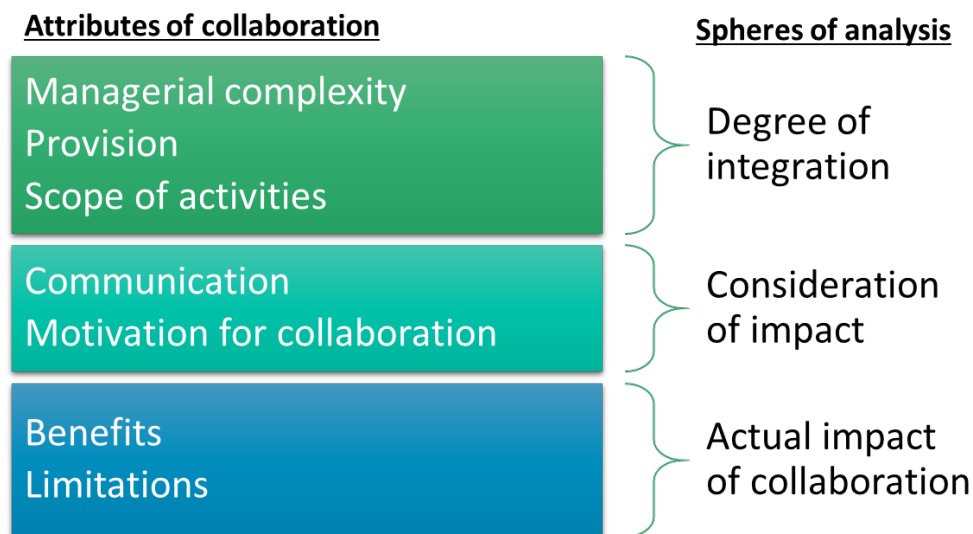 Attributes of collaboration
Spheres of analysis
Managerial complexity
Provision
Scope of activities
Degree of
integration
Communication
Motivation for collaboration
Consideration
of impact
Benefits
Limitations
Actual impact
of collaboration